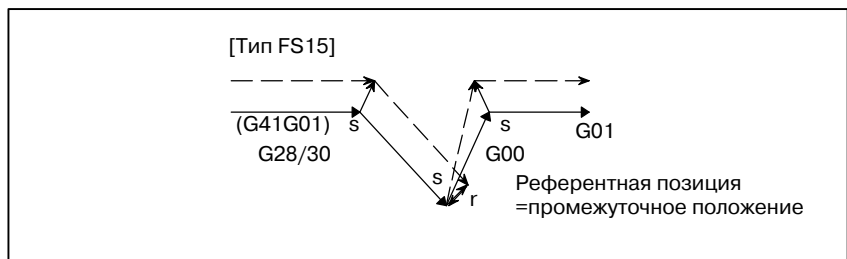 [Тип FS15]
(G41G01) s s G01
G28/30 s G00
r
Референтная позиция
=промежуточное положение